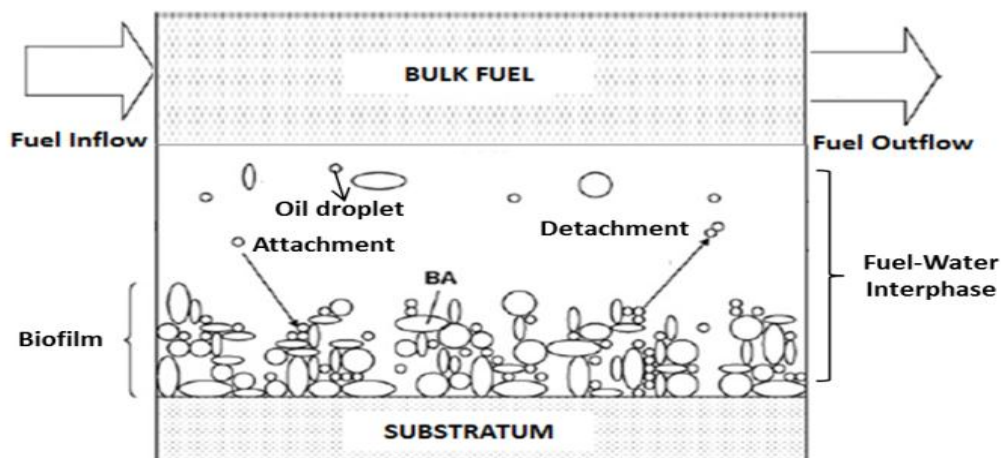 BULK FUEL
Fuel Inflow
Fuel Outflow
Oil droplet
Attachment
Detachment
BA
Fuel-Water
Interphase
Biofilm
SUBSTRATUM